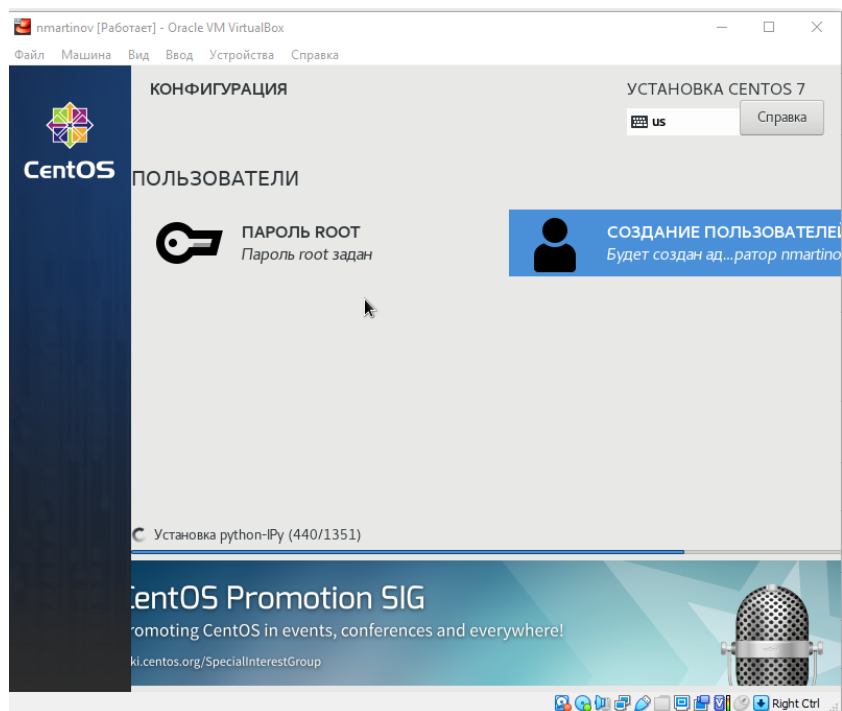 nmartinov [Работает] - Oracle VM VirtualBox
Файл Машина Вид Ввод Устройства Справка
CentOS
КОНФИГУРАЦИЯ
УСТАНОВКА CENTOS 7
us
Справка
ПОЛЬЗОВАТЕЛИ
ПАРОЛЬ ROOT
Пароль root задан
СОЗДАНИЕ ПОЛЬЗОВАТЕЛЕЙ
Будет создан ад...ратор nmartino
Установка python-IPy (440/1351)
CentOS Promotion SIG
romoting CentOS in events, conferences and everywhere!
ki.centos.org/SpecialInterestGroup
Right Ctrl